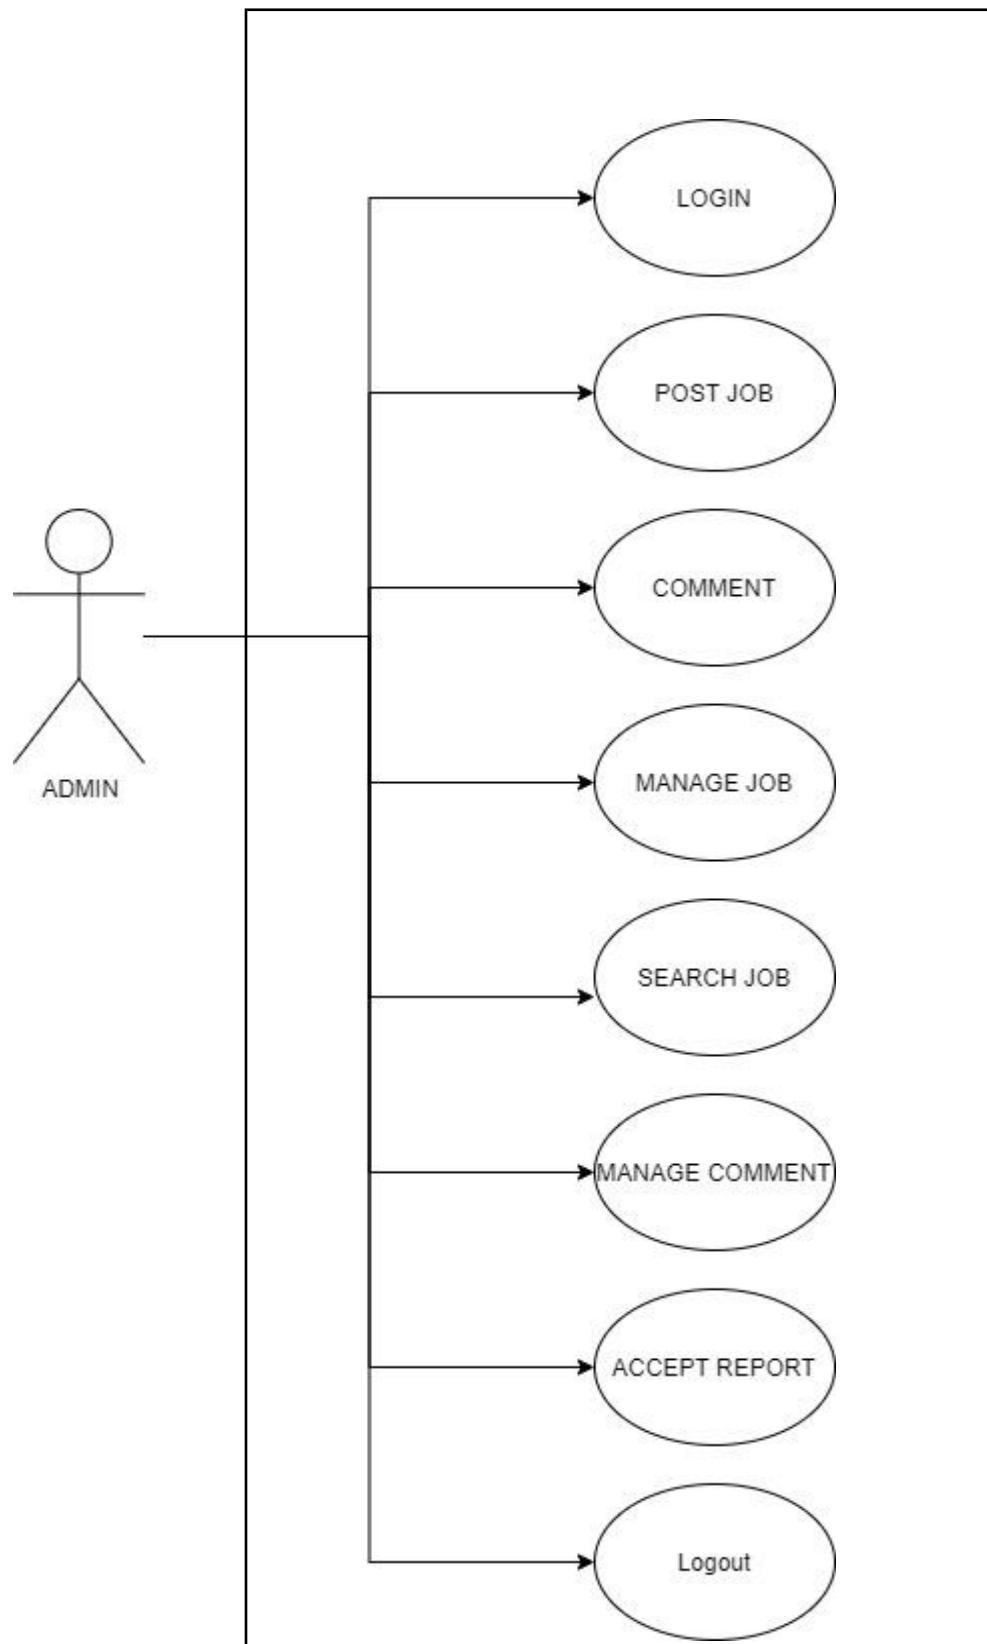 LOGIN
POST JOB
COMMENT
ADMIN
MANAGE JOB
SEARCH JOB
MANAGE COMMENT
ACCEPT REPORT
Logout